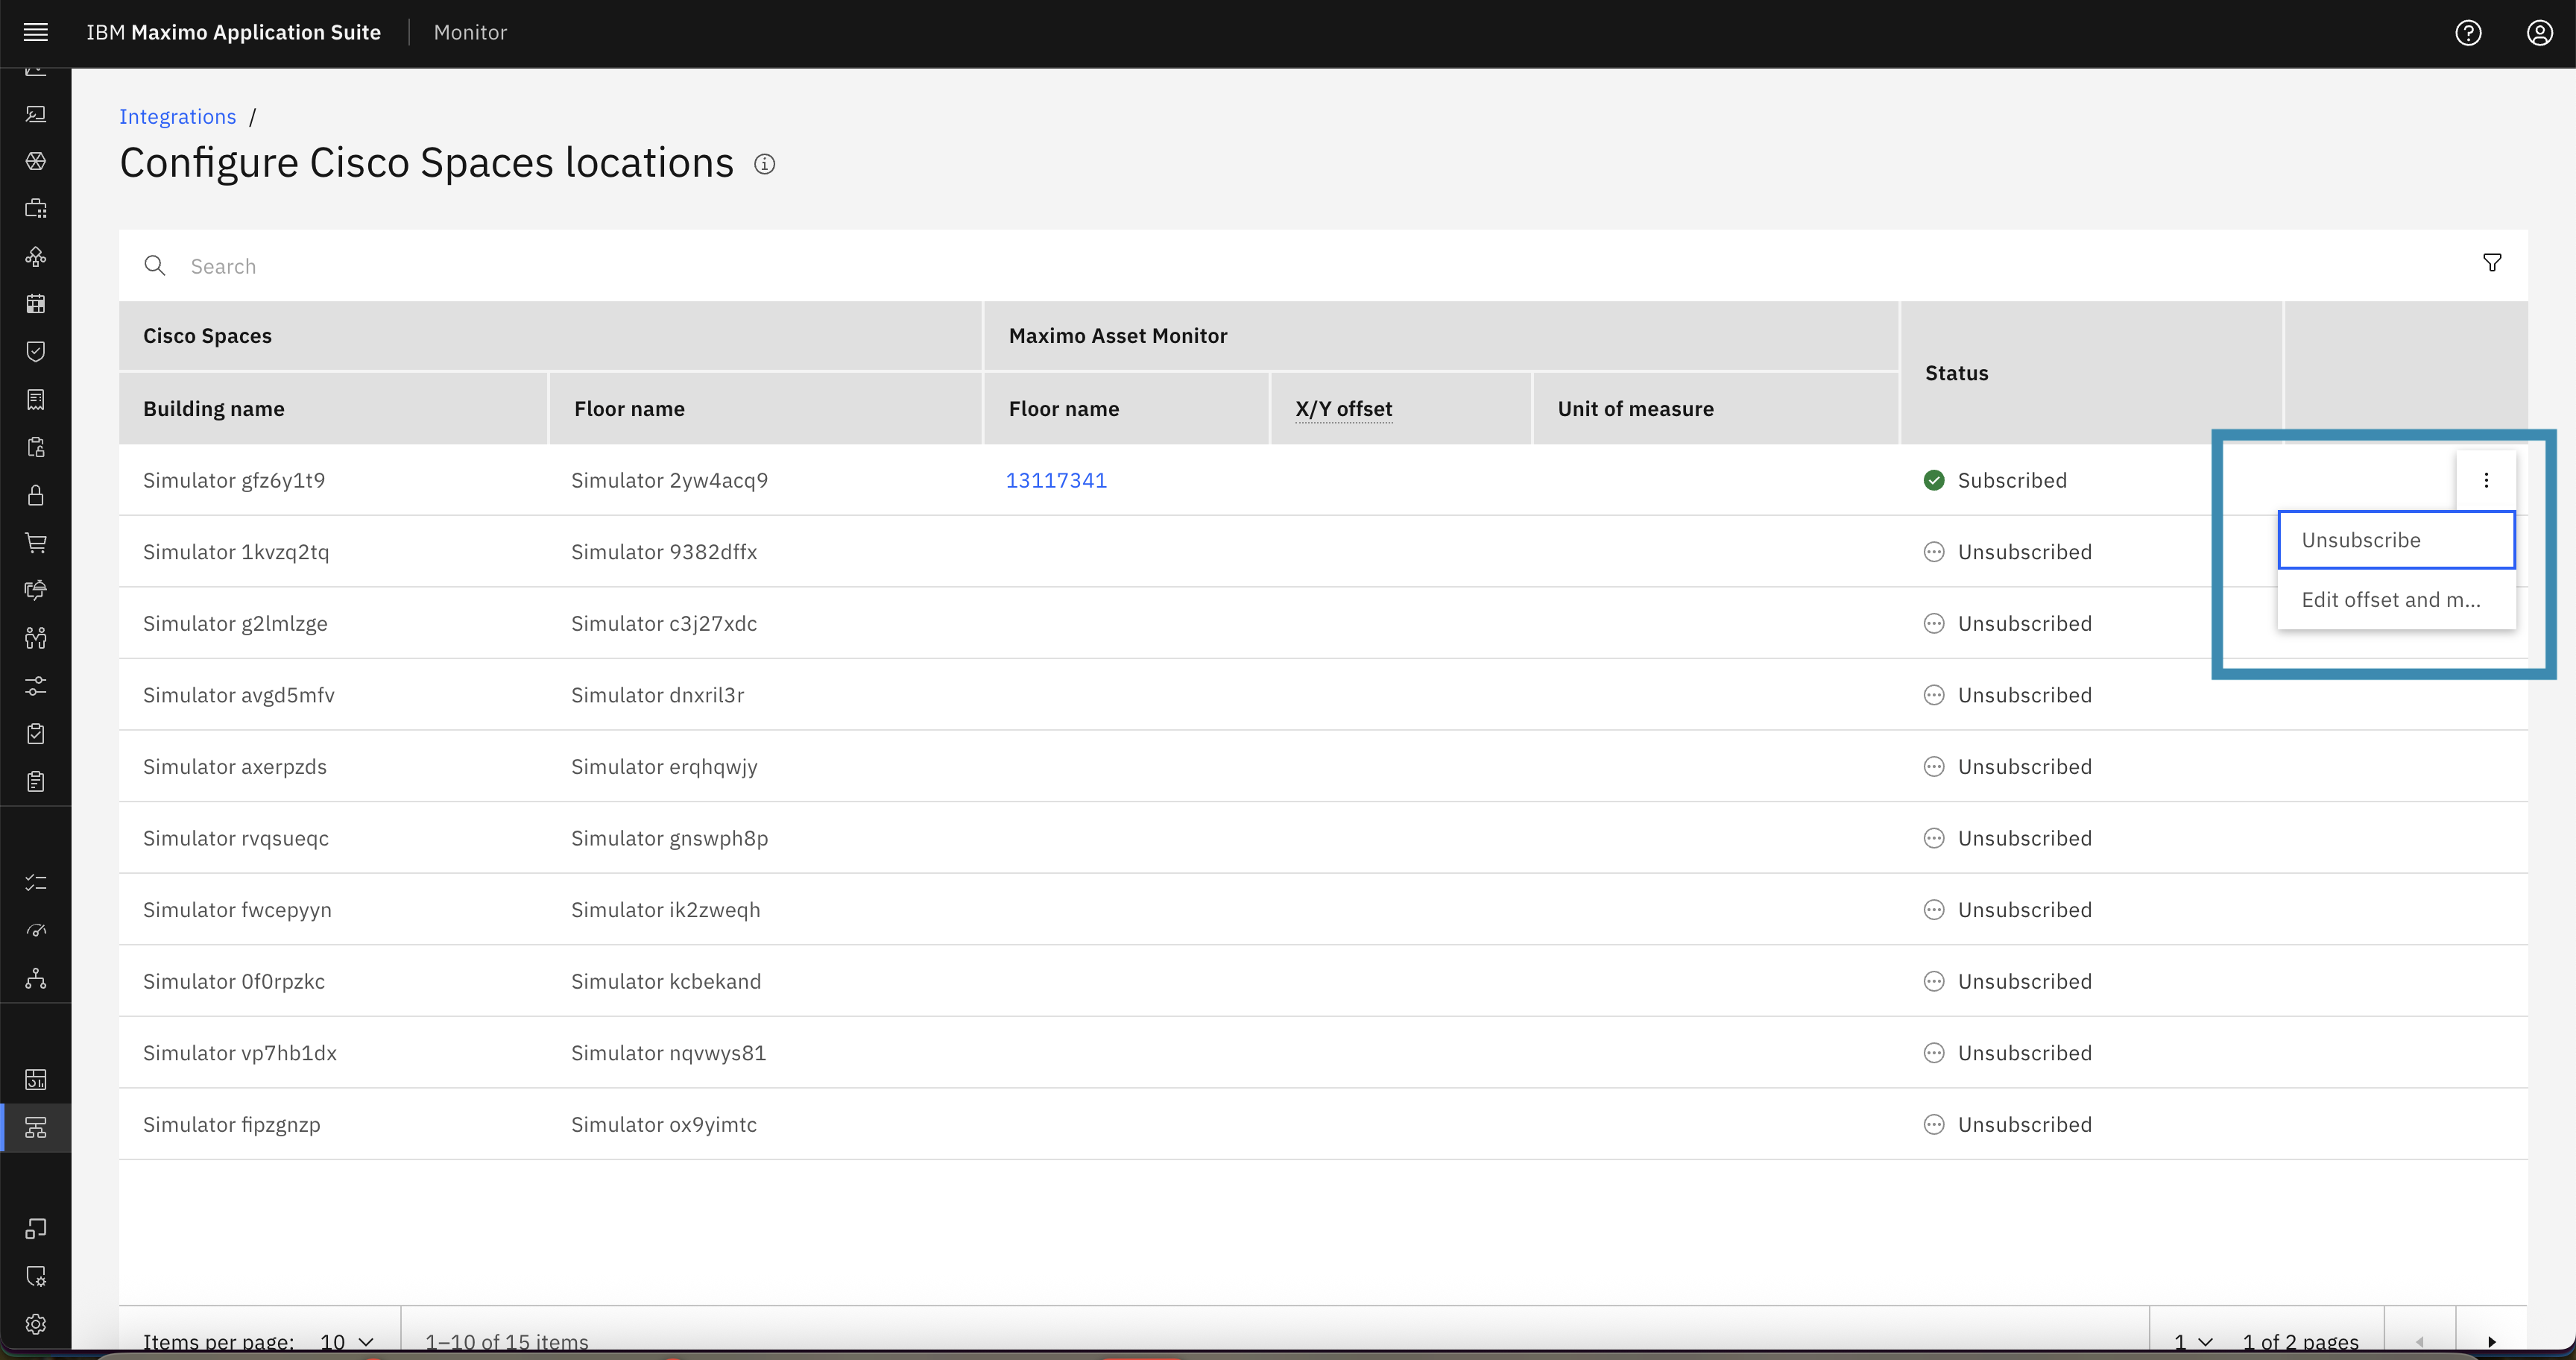 IBM Maximo Application Suite Monitor
Integrations /
Configure Cisco Spaces locations
Search
Cisco Spaces Maximo Asset Monitor Status
Building name Floor name Floor name X/Y offset Unit of measure
Simulator gfz6y1t9 Simulator 2yw4acq9 13117341 Subscribed
Unsubscribe
Simulator 1kvzq2tq Simulator 9382dffx Unsubscribed
Edit offset and m...
Simulator g2lmlzge Simulator c3j27xdc Unsubscribed
Simulator avgd5mfv Simulator dnxril3r Unsubscribed
Simulator axerpzds Simulator erqhqwjy Unsubscribed
Simulator rvqsueqc Simulator gnswph8p Unsubscribed
Simulator fwcepyyn Simulator ik2zweqh Unsubscribed
Simulator 0f0rpzkc Simulator kcbekand Unsubscribed
Simulator vp7hb1dx Simulator nqvwys81 Unsubscribed
Simulator fipzgnzp Simulator ox9yimtc Unsubscribed
Items per page: 10 1–10 of 15 items 1 1 of 2 pages